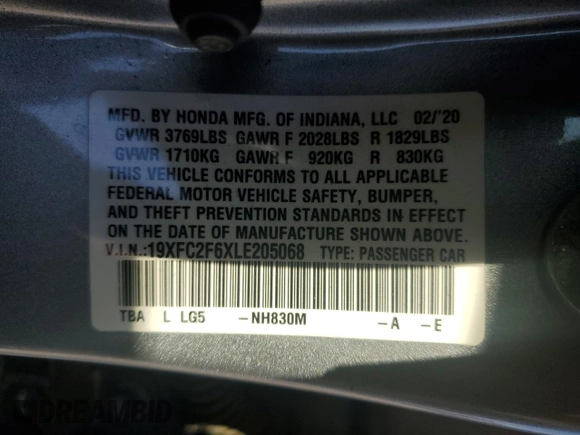 MFD. BY HONDA MFG. OF INDIANA, LLC 02/'20
GVWR 3769LBS GAWR F 2028LBS R 1829LBS
GVWR 1710KG GAWR F 920KG R 830KG
THIS VEHICLE CONFORMS TO ALL APPLICABLE
FEDERAL MOTOR VEHICLE SAFETY, BUMPER,
AND THEFT PREVENTION STANDARDS IN EFFECT
ON THE DATE OF MANUFACTURE SHOWN ABOVE.
V.I.N.:19XFC2F6XLE205068 TYPE: PASSENGER CAR
TBA L LG5 -NH830M -A -E
DREAMBID